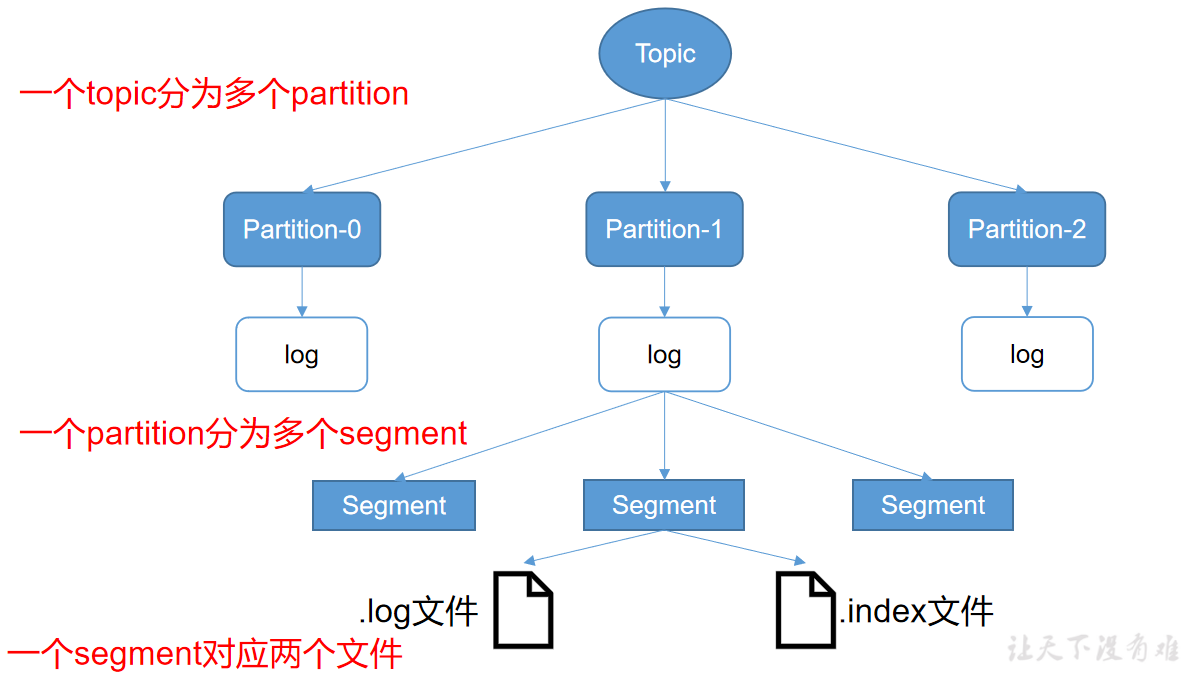 Topic
一个topic分为多个partition
Partition-0
Partition-1
Partition-2
log
log
log
一个partition分为多个segment
Segment
Segment
Segment
.log文件
.index文件
一个segment对应两个文件
让天下没有难